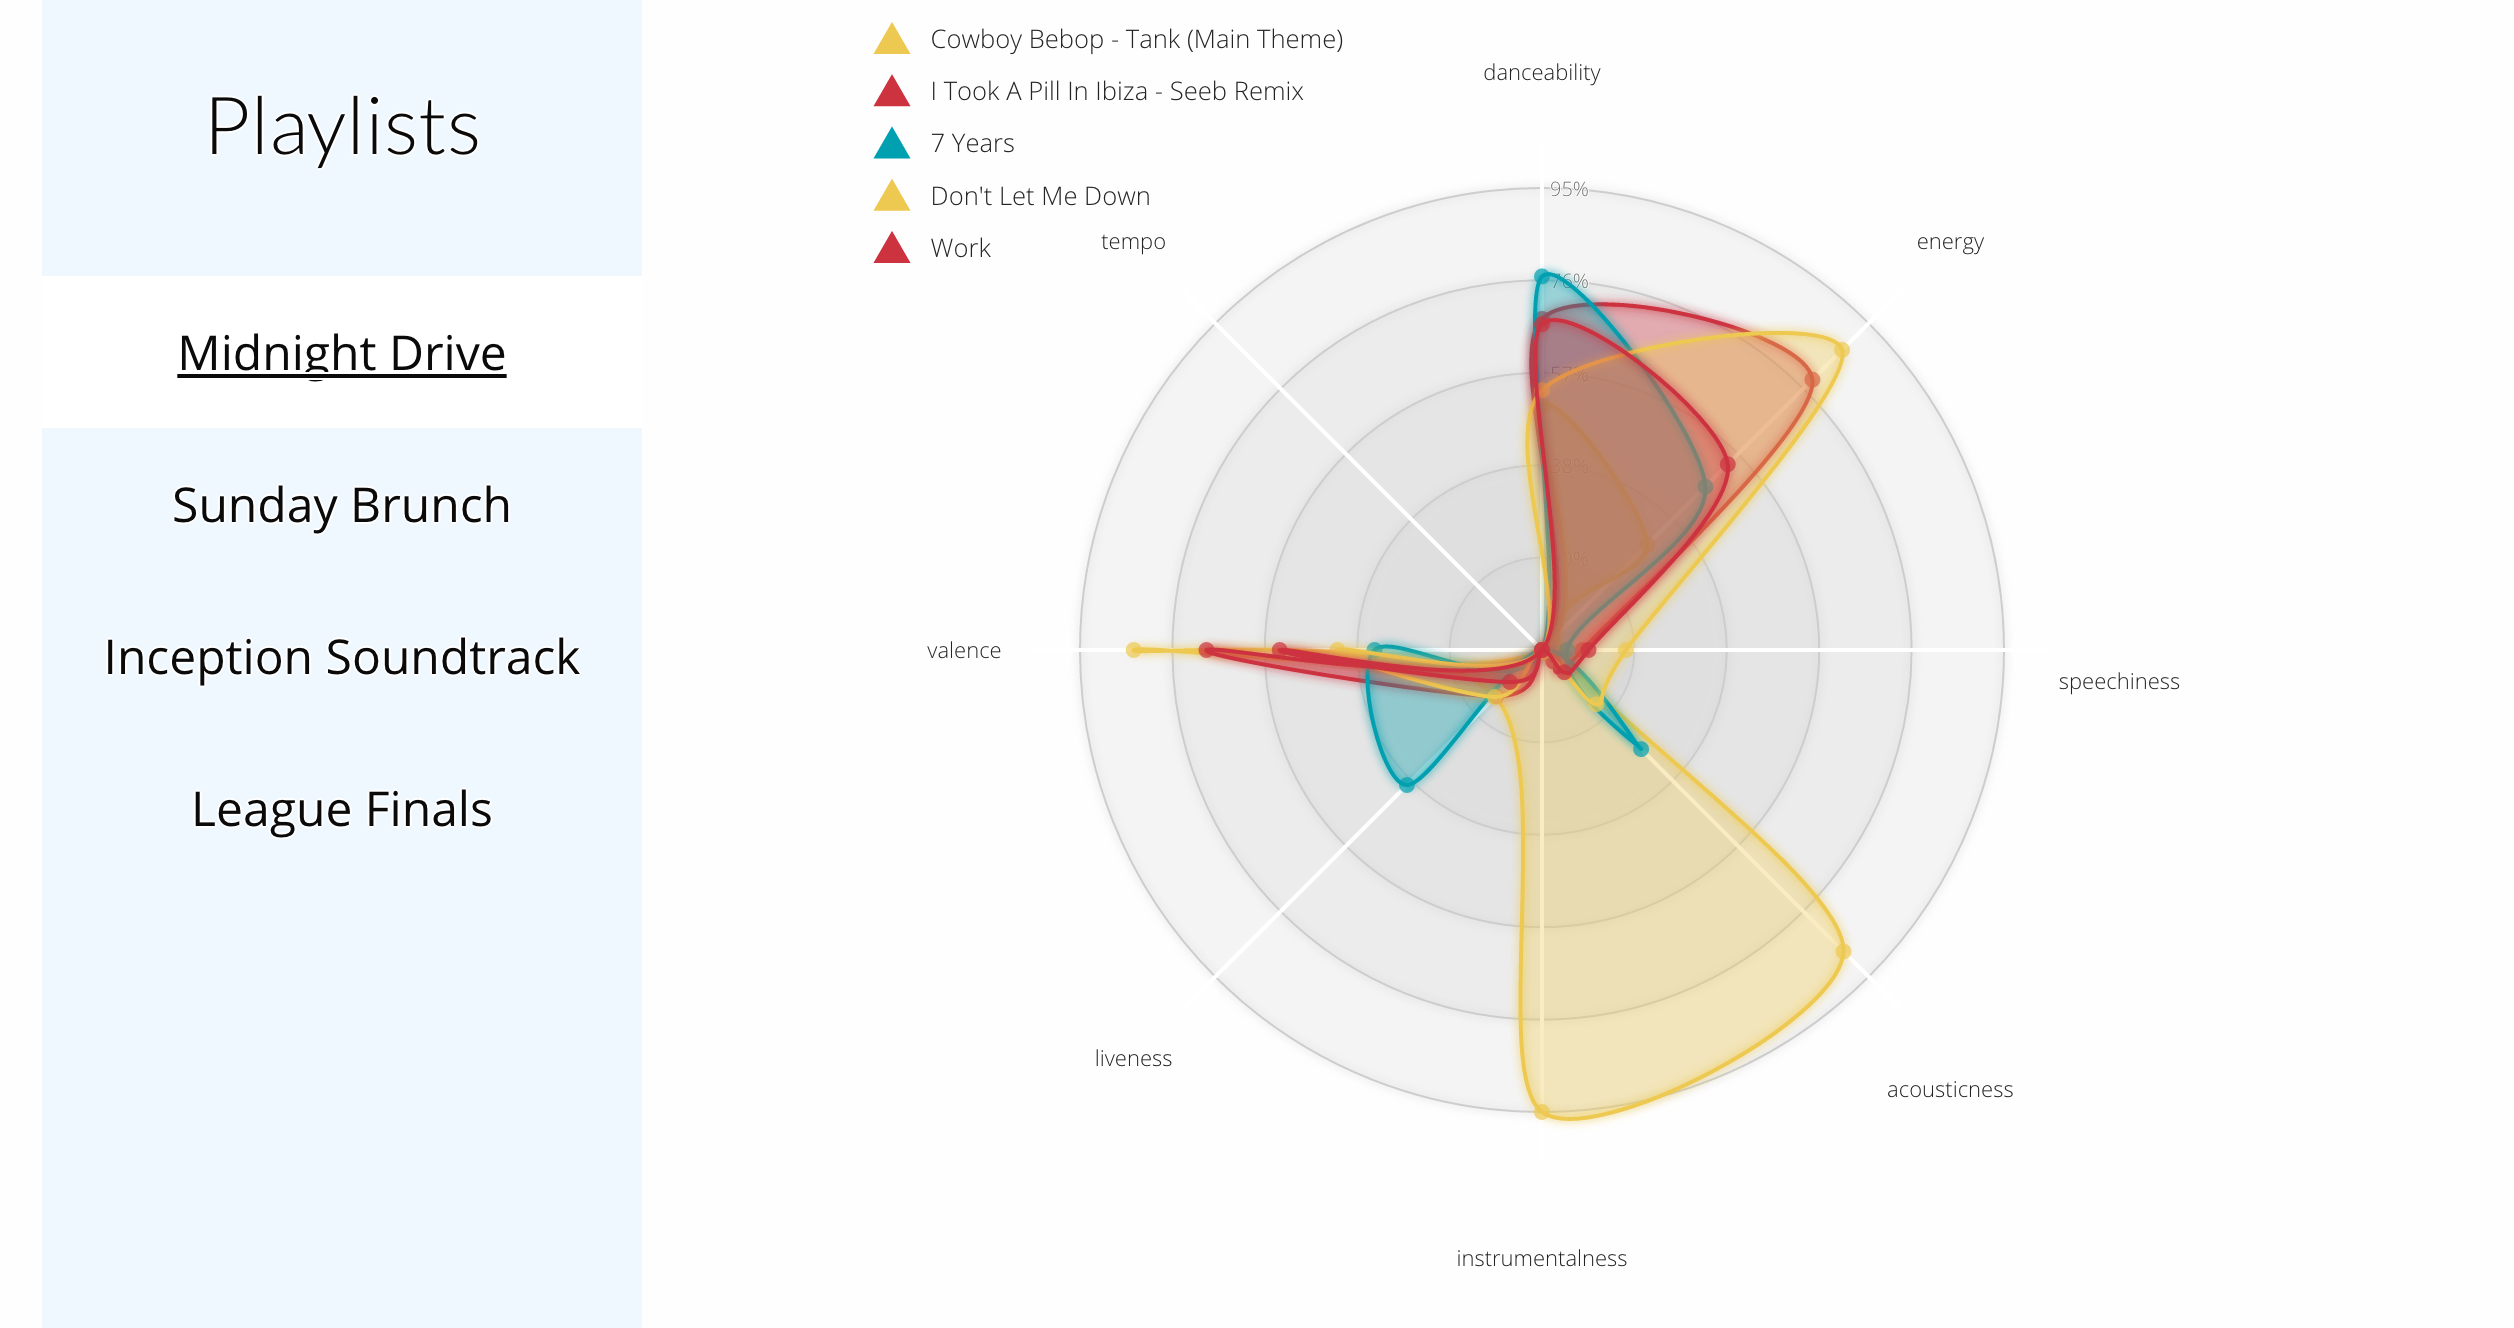 Playlists
Midnight Drive
Sunday Brunch
Inception Soundtrack
League Finals
Cowboy Bebop - Tank (Main Theme)
I Took A Pill In Ibiza - Seeb Remix
7 Years
Don't Let Me Down
Work
danceability
95%
tempo
energy
76%
57%
38%
valence
speechiness
liveness
acousticness
instrumentalness